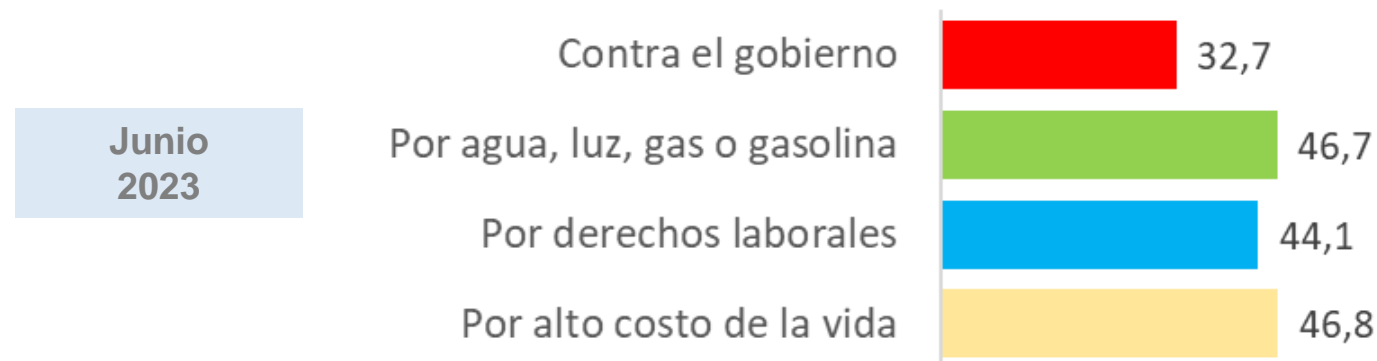 Contra el gobierno 32,7
Junio
2023
Por agua, luz, gas o gasolina 46,7
Por derechos laborales 44,1
Por alto costo de la vida 46,8